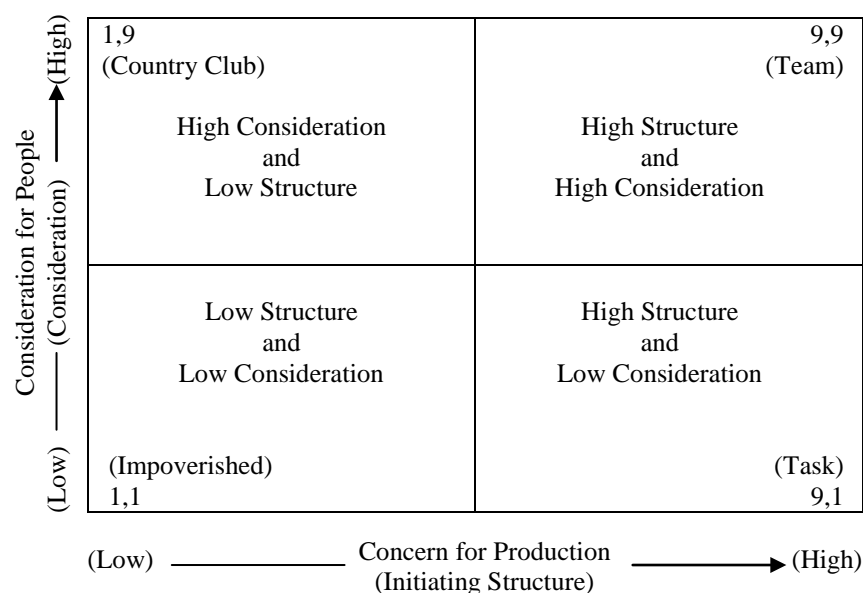 Consideration for People
(Low)
(Consideration)
(High)
1,9
(Country Club)
High Consideration
and
Low Structure
9,9
(Team)
High Structure
and
High Consideration
Low Structure
and
Low Consideration
(Impoverished)
1,1
High Structure
and
Low Consideration
(Task)
9,1
(Low)
Concern for Production
(Initiating Structure)
(High)